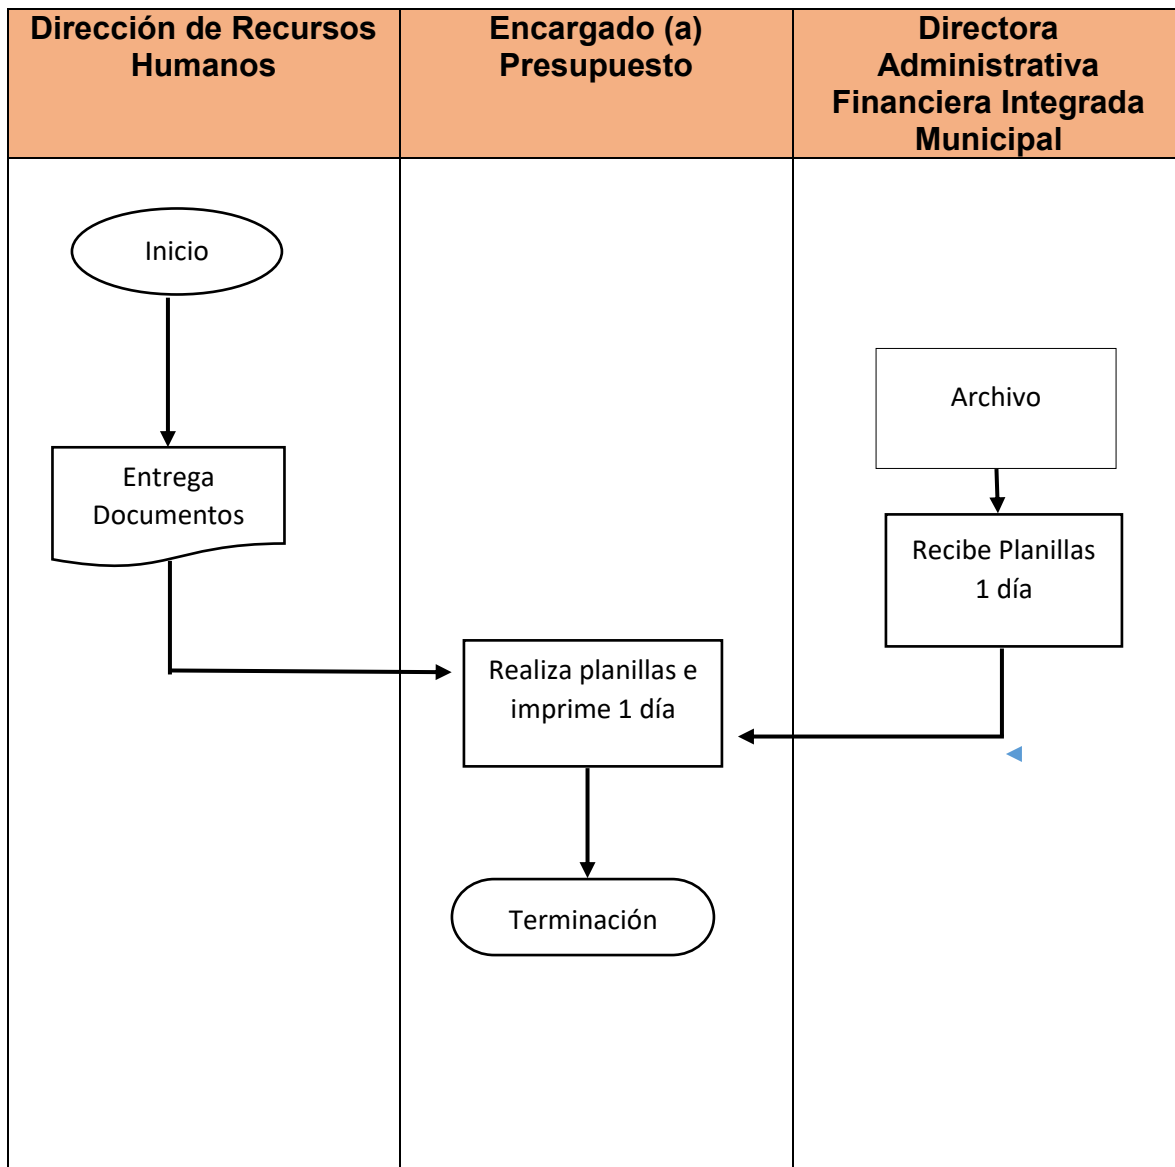 Dirección de Recursos
Humanos
Encargado (a)
Presupuesto
Directora
Administrativa
Financiera Integrada
Municipal
Inicio
Entrega
Documentos
Realiza planillas e
imprime 1 día
Terminación
Archivo
Recibe Planillas
1 día